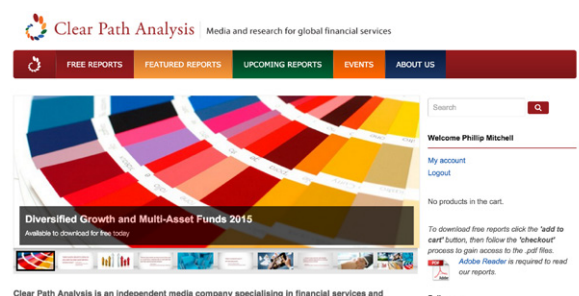 Clear Path Analysis
Media and research for global financial services
FREE REPORTS
FEATURED REPORTS
UPCOMING REPORTS
EVENTS
ABOUT US
Diversified Growth and Multi-Asset Funds 2015
Available to download for free today
Search
Welcome Phillip Mitchell
My account
Logout
No products in the cart.
To download free reports click the 'add to
cart' button, then follow the 'checkout'
process to gain access to the .pdf files.
Adobe Reader is required to read
our reports.
Clear Path Analysis is an independent media company specialising in financial services and